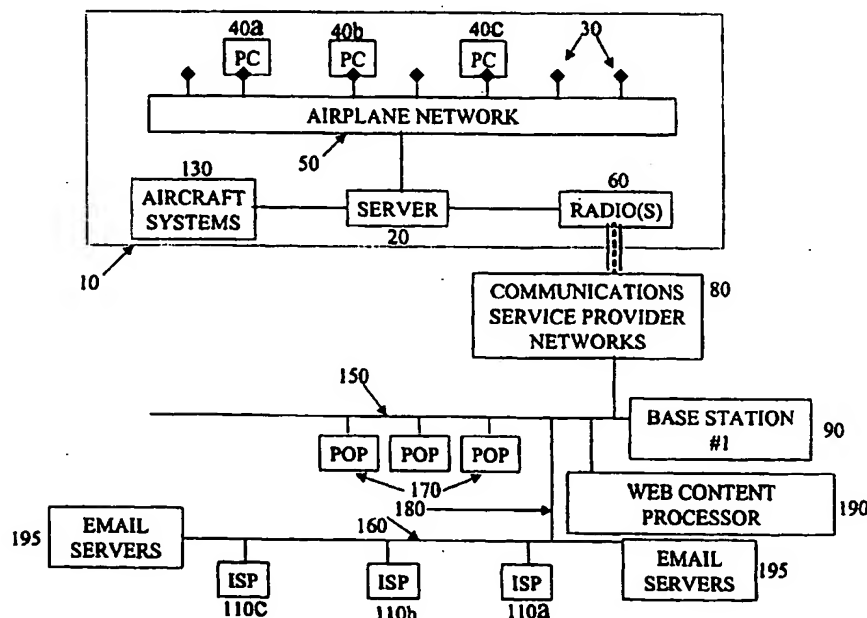 40a 40b 40c 30
PC PC PC
AIRPLANE NETWORK
50
130 60
AIRCRAFT
SYSTEMS
SERVER
RADIO(S)
20
10
COMMUNICATIONS
SERVICE PROVIDER
NETWORKS
80
150
BASE STATION
#1
90
POP POP POP
170
WEB CONTENT
PROCESSOR
190
180
160
195
EMAIL
SERVERS
EMAIL
SERVERS
195
ISP ISP ISP
110C 110b 110a